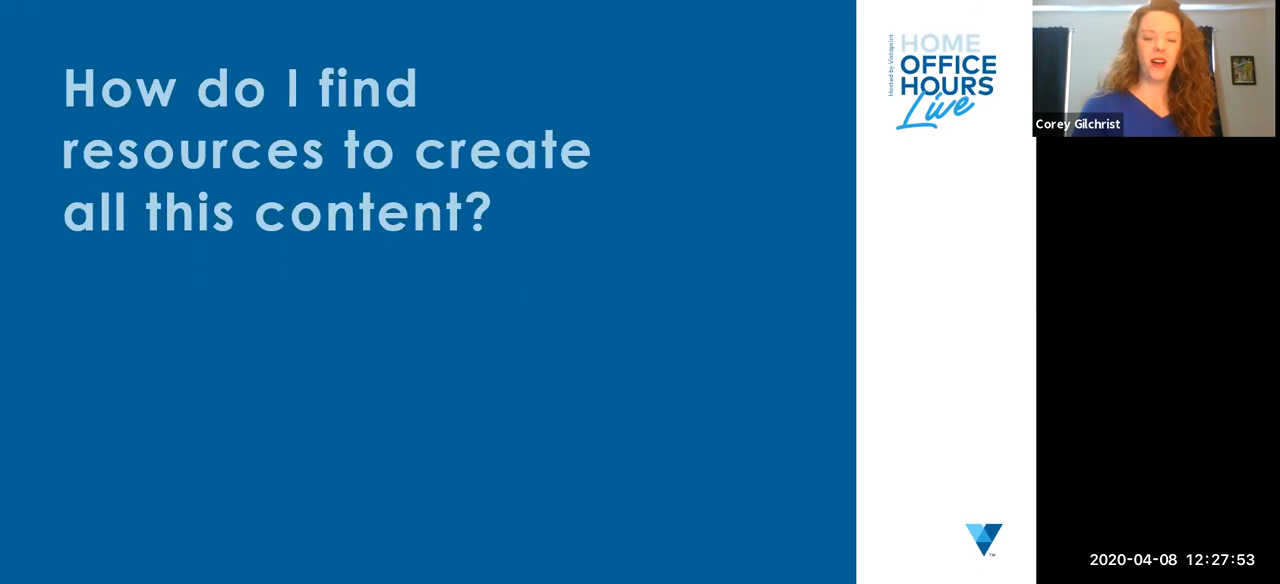 How do I find
resources to create
all this content?
Hosted by Vistaprint
HOME
OFFICE
HOURS
Live
Corey Gilchrist
TM
2020-04-08 12:27:53